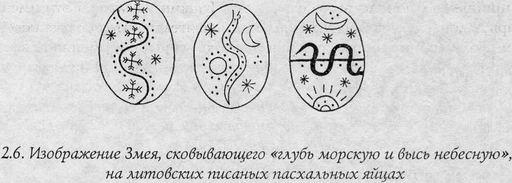 2.6. Изображение Змея, сковывающего «глубь морскую и высь небесную»,
на литовских писаных пасхальных яйцах